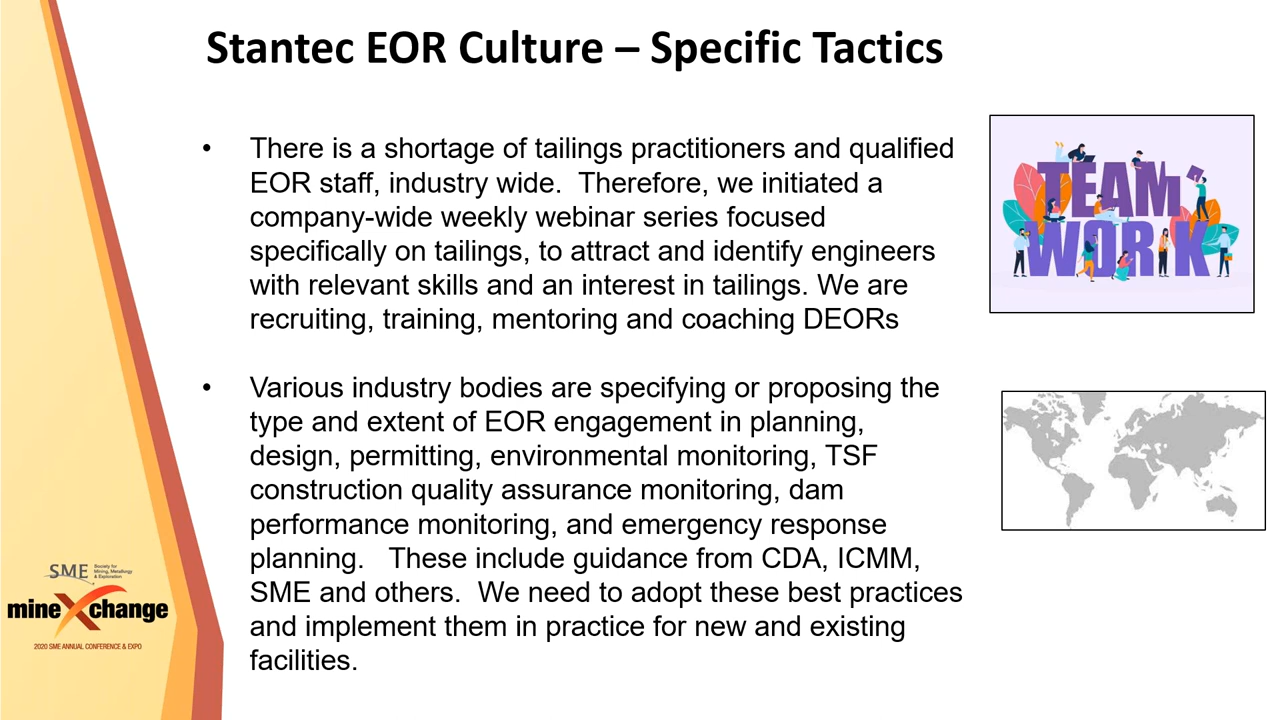 Stantec EOR Culture – Specific Tactics
• There is a shortage of tailings practitioners and qualified
EOR staff, industry wide.  Therefore, we initiated a
company-wide weekly webinar series focused
specifically on tailings, to attract and identify engineers
with relevant skills and an interest in tailings. We are
recruiting, training, mentoring and coaching DEORs
• Various industry bodies are specifying or proposing the
type and extent of EOR engagement in planning,
design, permitting, environmental monitoring, TSF
construction quality assurance monitoring, dam
performance monitoring, and emergency response
planning.   These include guidance from CDA, ICMM,
SME and others.  We need to adopt these best practices
and implement them in practice for new and existing
facilities.
TEAM
WORK
SME
Society for
Mining, Metallurgy
& Exploration
mineXchange
2020 SME ANNUAL CONFERENCE & EXPO